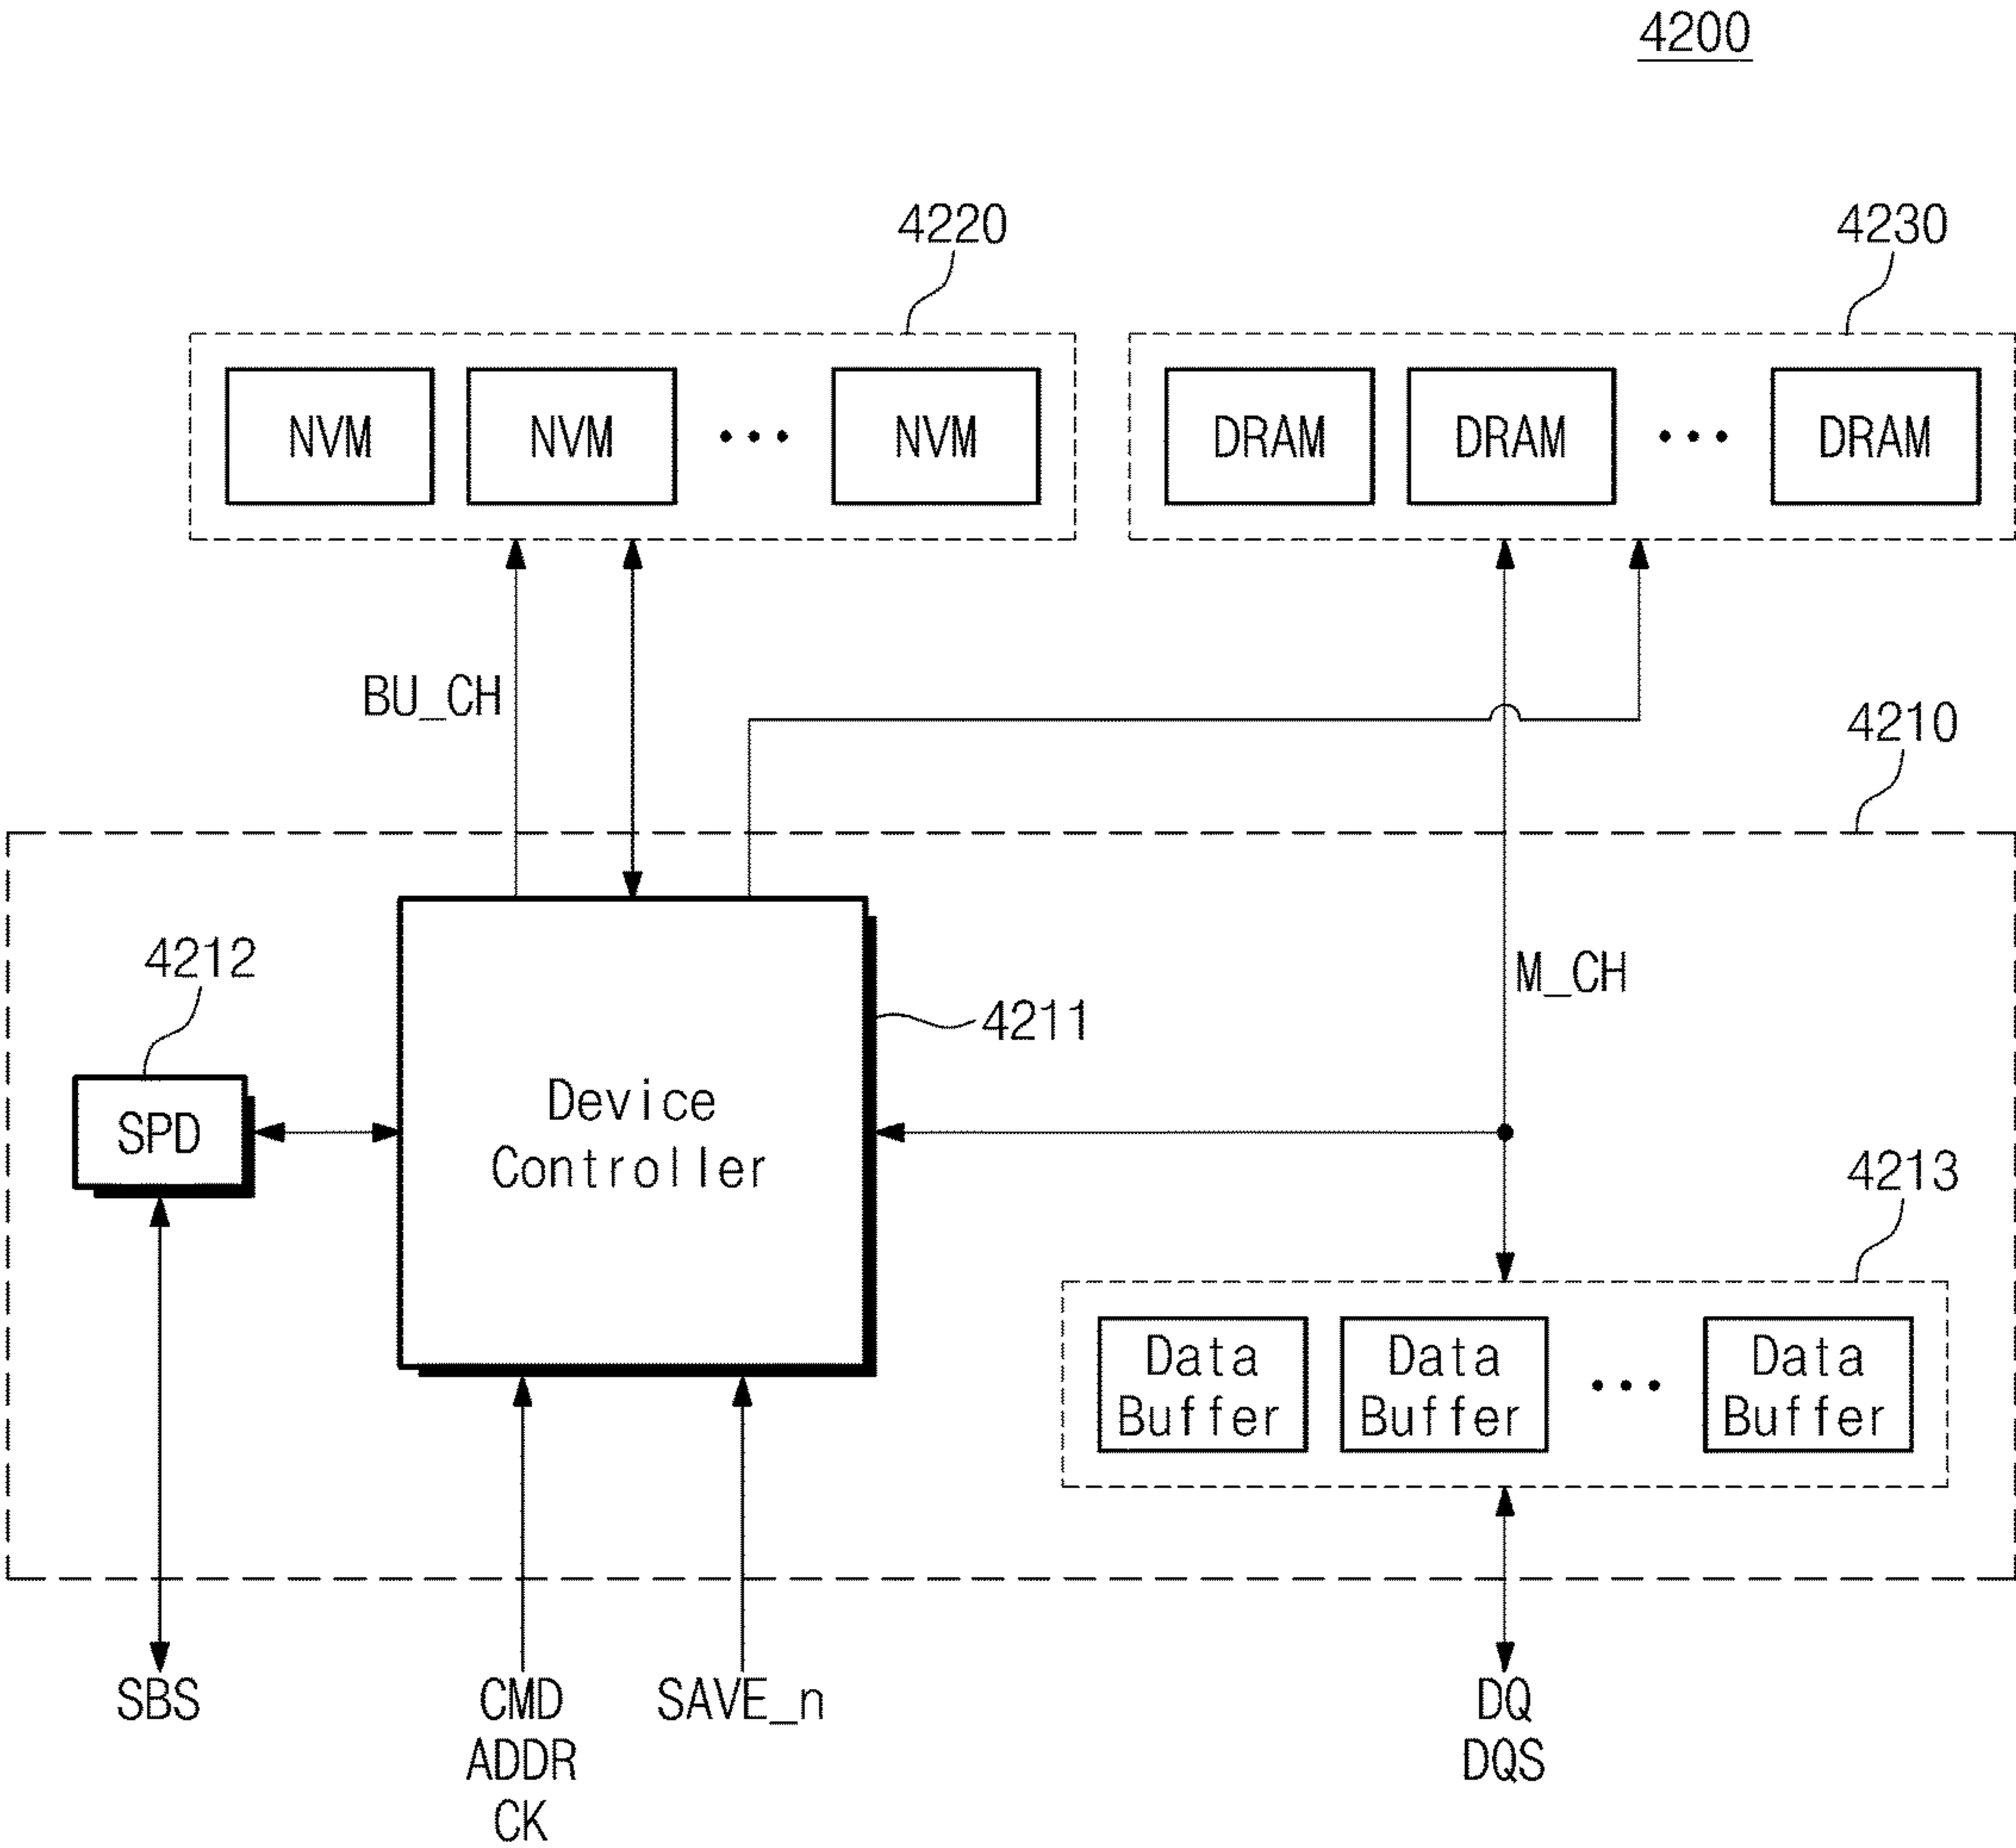 4200
4220
4230
NVM
NVM
NVM
DRAM
DRAM
DRAM
BU_CH
4210
4212
M_CH
4211
Device
Controller
SPD
4213
Data
Buffer
Data
Buffer
Data
Buffer
SBS
CMD
ADDR
CK
SAVE_n
DQ
DQS